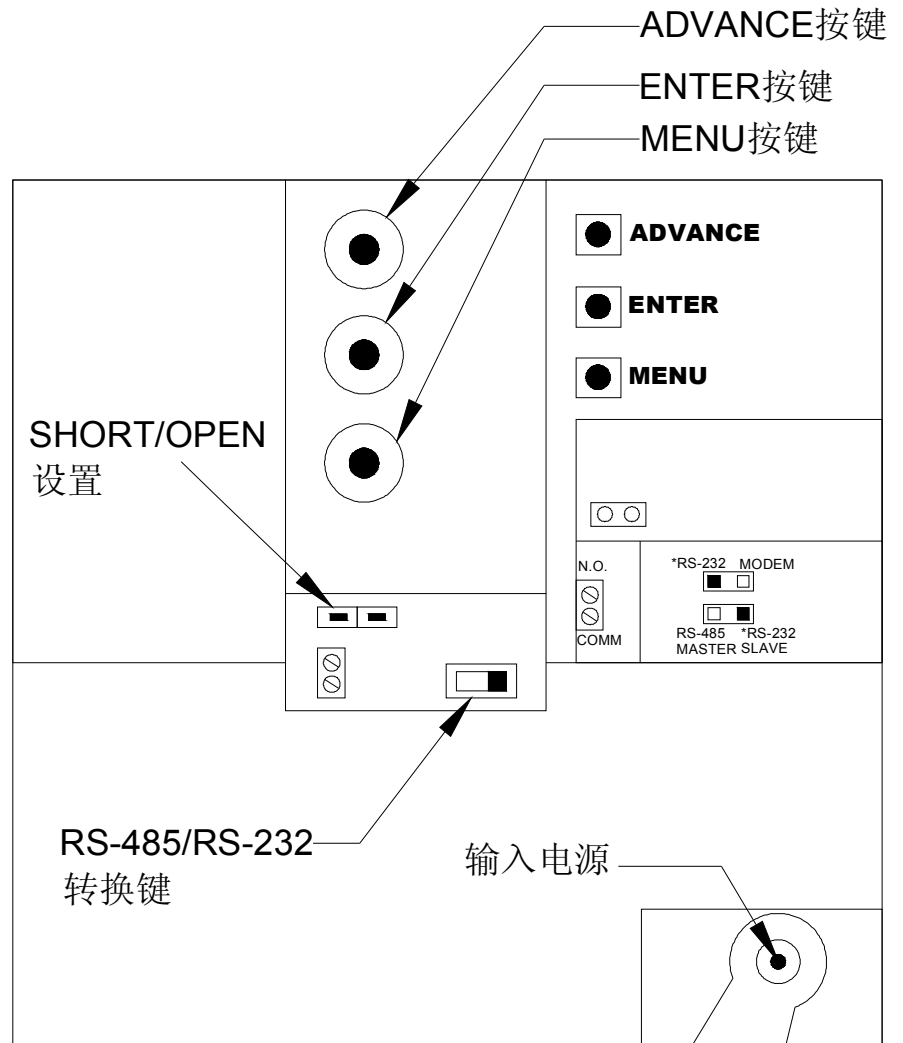 ADVANCE按键
ENTER按键
MENU按键
ADVANCE
ENTER
MENU
SHORT/OPEN
设置
N.O.
COMM
*RS-232 MODEM
RS-485 *RS-232
MASTER SLAVE
RS-485/RS-232
转换键
输入电源